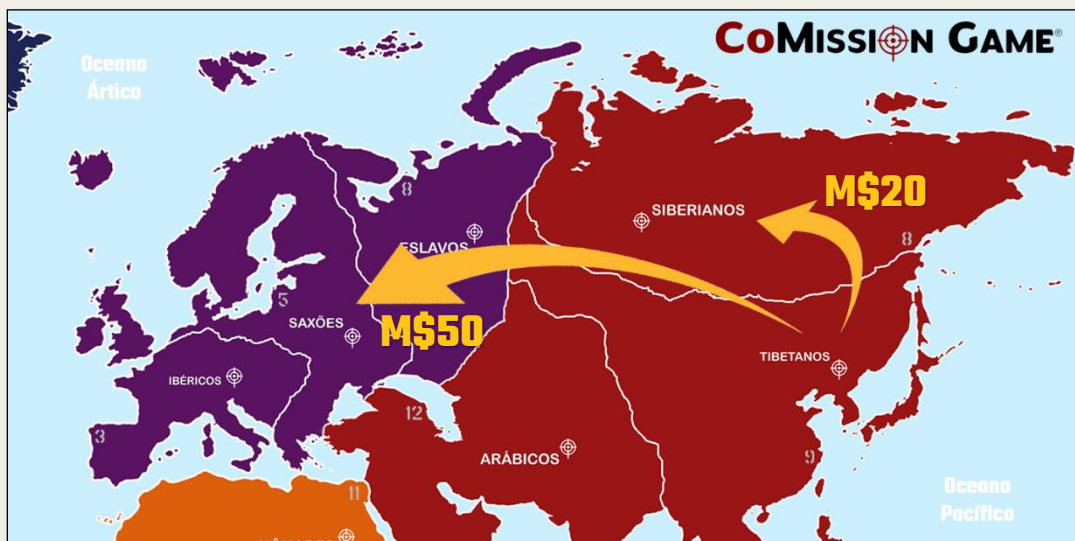 COMISSION GAME®
Oceano
Ártico
8
M$20
SIBERIANOS
ESLAVOS
8
5
SAXÕES
M$50
TIBETANOS
IBÉRICOS
12
3
ARÁBICOS
9
11
Oceano
Pacífico